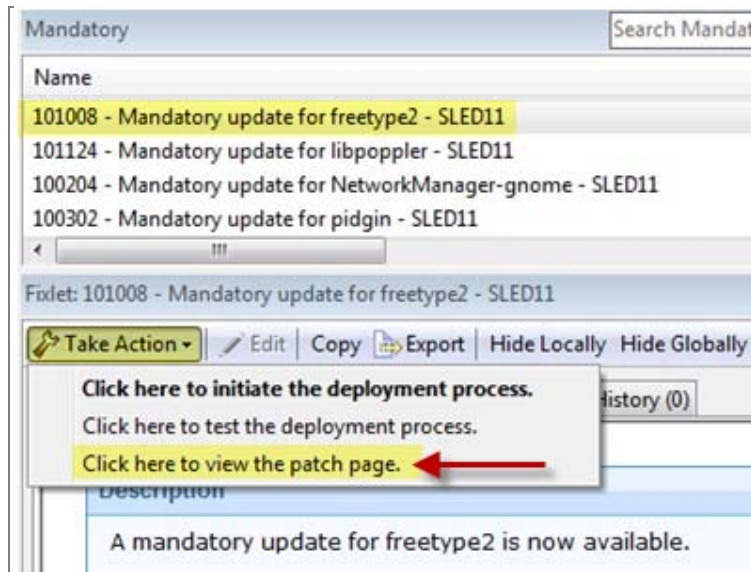 Mandatory Search Mandat
Name
101008 - Mandatory update for freetype2 - SLED11
101124 - Mandatory update for libpoppler - SLED11
100204 - Mandatory update for NetworkManager-gnome - SLED11
100302 - Mandatory update for pidgin - SLED11
Fixlet: 101008 - Mandatory update for freetype2 - SLED11
Take Action Edit Copy Export Hide Locally Hide Globally
Click here to initiate the deployment process.
History (0)
Click here to test the deployment process.
Click here to view the patch page.
Description
A mandatory update for freetype2 is now available.